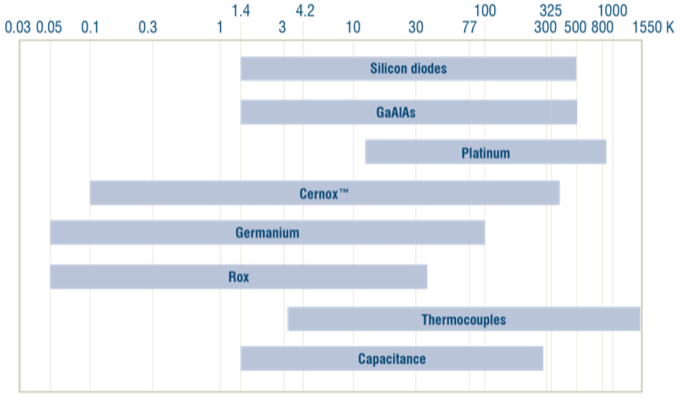 1.4 4.2 100 325 1000
0.03 0.05 0.1 0.3 1 3 10 30 77 300 500 800 1550 K
Silicon diodes
GaAlAs
Platinum
Cernox™
Germanium
Rox
Thermocouples
Capacitance